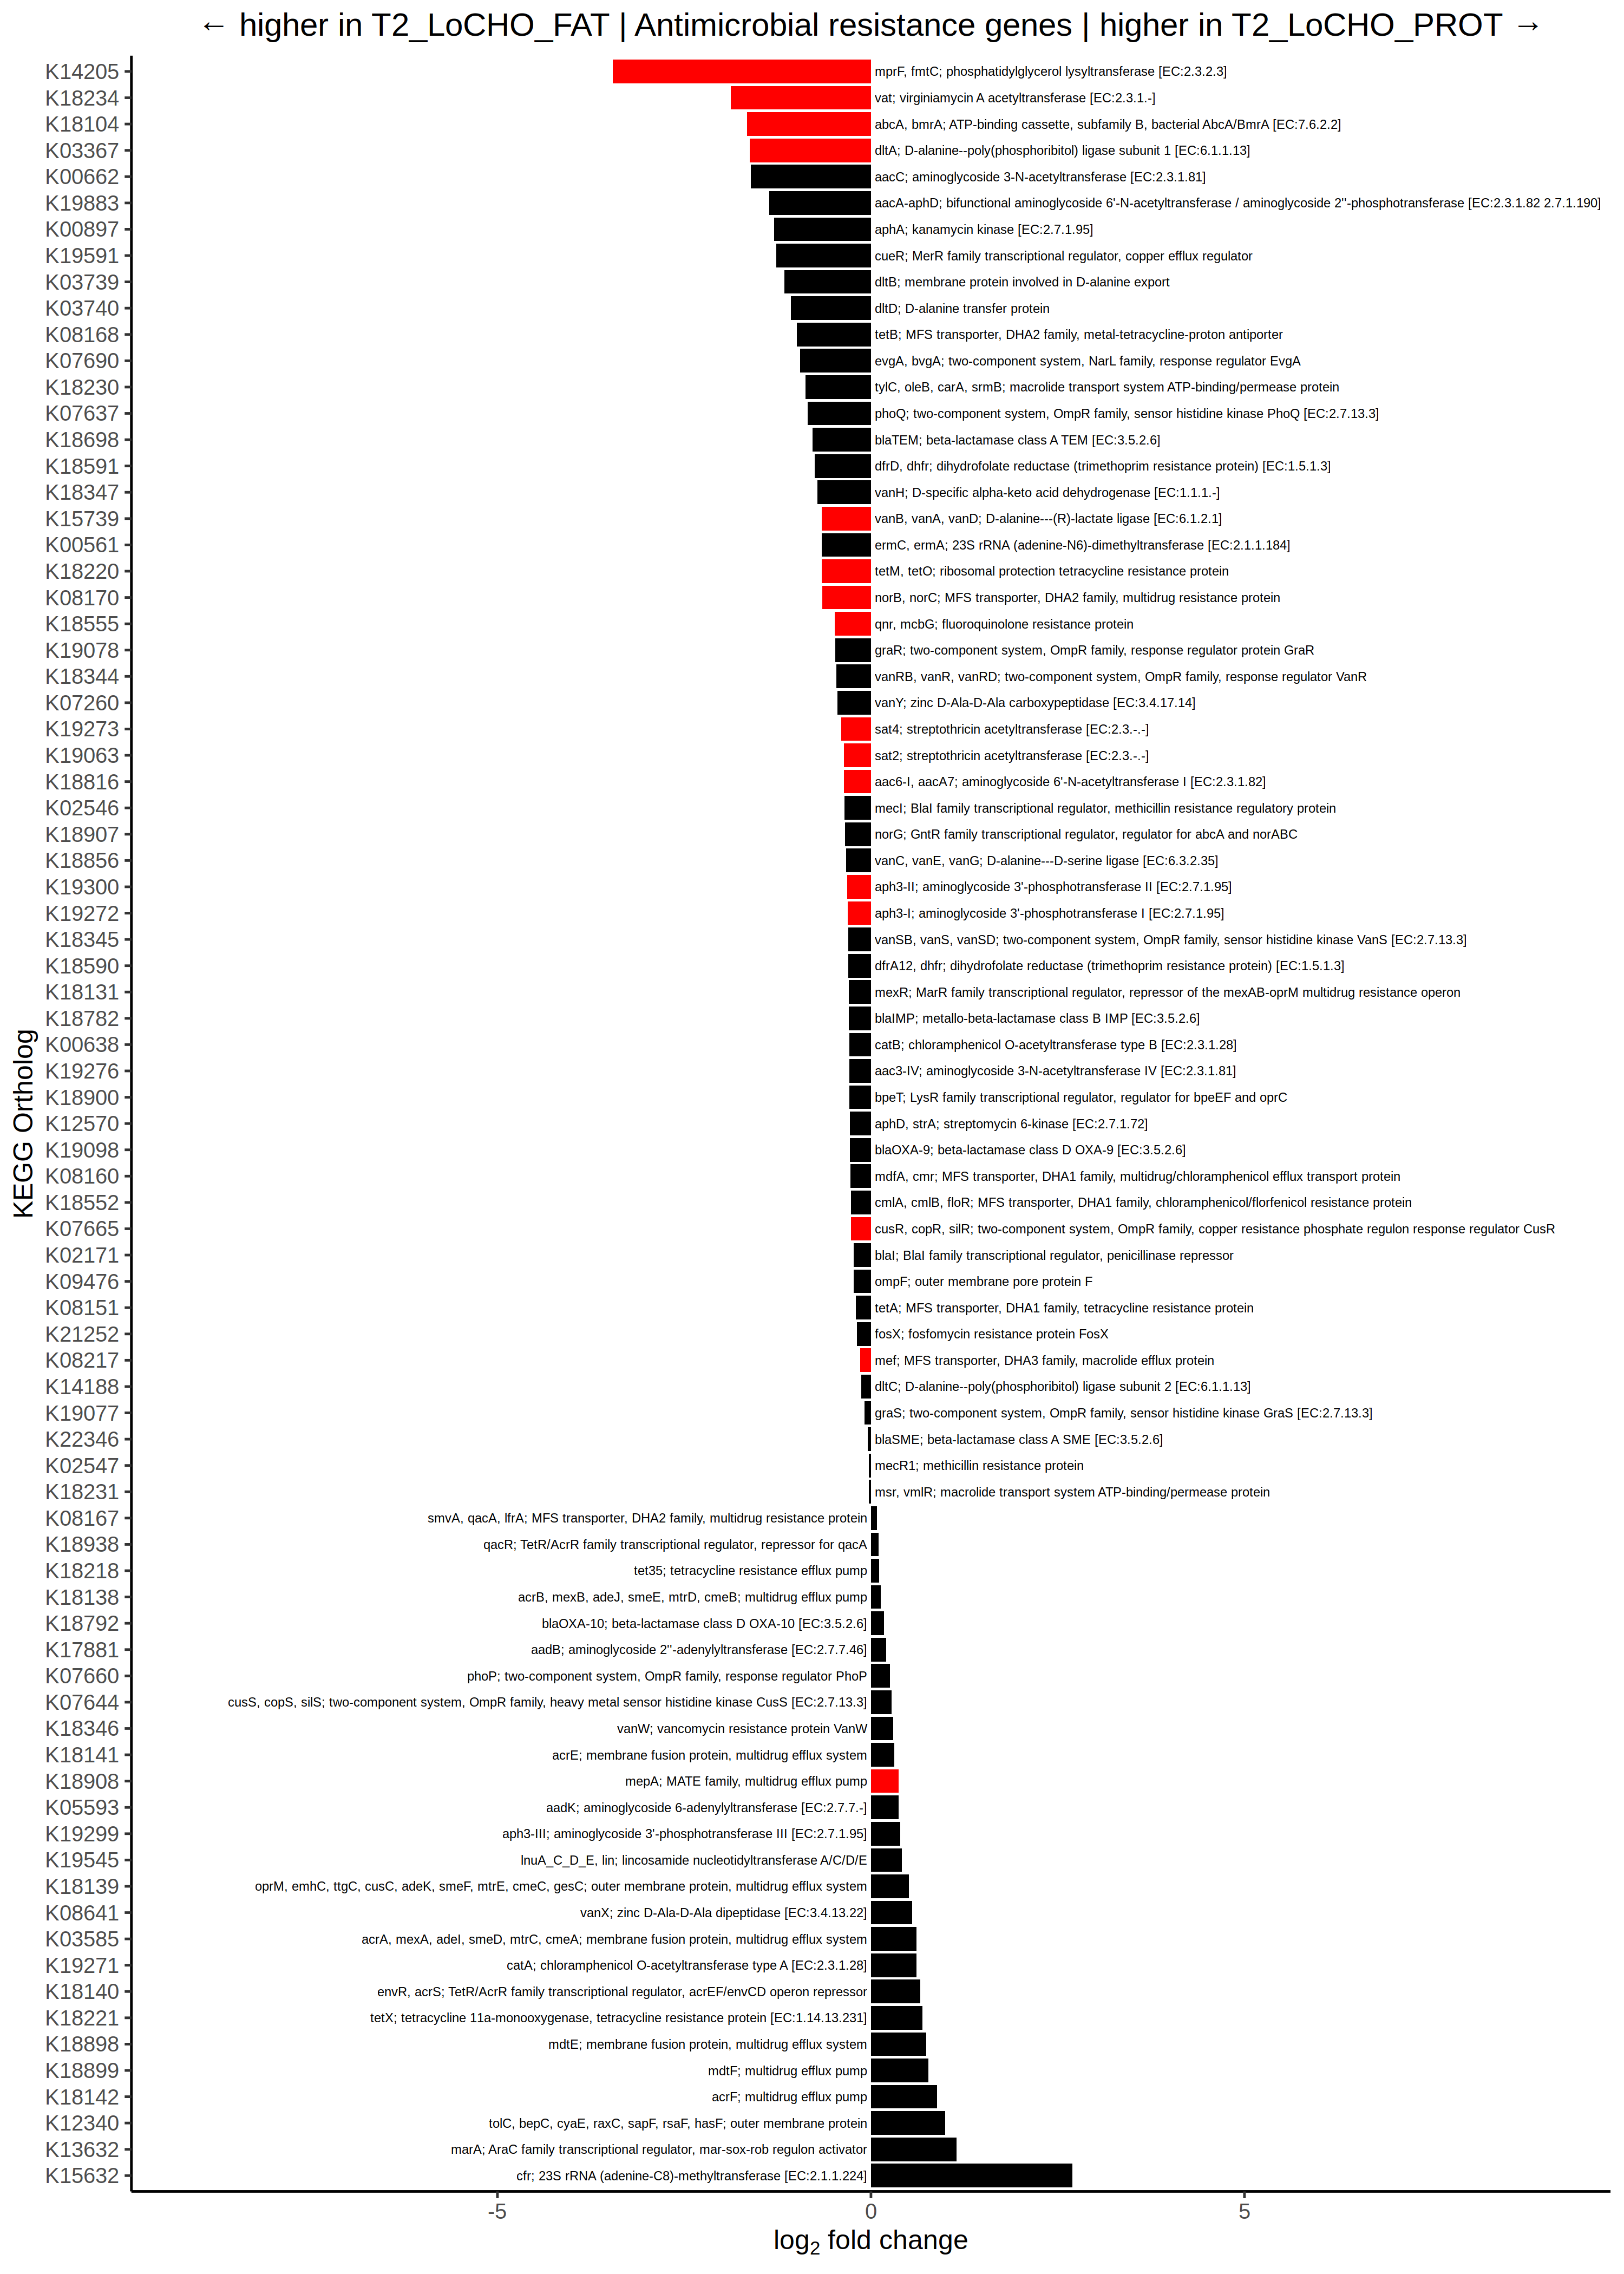 ← higher in T2_LoCHO_FAT | Antimicrobial resistance genes | higher in T2_LoCHO_PROT →
K14205 mprF, fmtC; phosphatidylglycerol lysyltransferase [EC:2.3.2.3]
K18234 vat; virginiamycin A acetyltransferase [EC:2.3.1.-]
K18104 abcA, bmrA; ATP-binding cassette, subfamily B, bacterial AbcA/BmrA [EC:7.6.2.2]
K03367 dltA; D-alanine--poly(phosphoribitol) ligase subunit 1 [EC:6.1.1.13]
K00662 aacC; aminoglycoside 3-N-acetyltransferase [EC:2.3.1.81]
K19883 aacA-aphD; bifunctional aminoglycoside 6'-N-acetyltransferase / aminoglycoside 2''-phosphotransferase [EC:2.3.1.82 2.7.1.190]
K00897 aphA; kanamycin kinase [EC:2.7.1.95]
K19591 cueR; MerR family transcriptional regulator, copper efflux regulator
K03739 dltB; membrane protein involved in D-alanine export
K03740 dltD; D-alanine transfer protein
K08168 tetB; MFS transporter, DHA2 family, metal-tetracycline-proton antiporter
K07690 evgA, bvgA; two-component system, NarL family, response regulator EvgA
K18230 tylC, oleB, carA, srmB; macrolide transport system ATP-binding/permease protein
K07637 phoQ; two-component system, OmpR family, sensor histidine kinase PhoQ [EC:2.7.13.3]
K18698 blaTEM; beta-lactamase class A TEM [EC:3.5.2.6]
K18591 dfrD, dhfr; dihydrofolate reductase (trimethoprim resistance protein) [EC:1.5.1.3]
K18347 vanH; D-specific alpha-keto acid dehydrogenase [EC:1.1.1.-]
K15739 vanB, vanA, vanD; D-alanine---(R)-lactate ligase [EC:6.1.2.1]
K00561 ermC, ermA; 23S rRNA (adenine-N6)-dimethyltransferase [EC:2.1.1.184]
K18220 tetM, tetO; ribosomal protection tetracycline resistance protein
K08170 norB, norC; MFS transporter, DHA2 family, multidrug resistance protein
K18555 qnr, mcbG; fluoroquinolone resistance protein
K19078 graR; two-component system, OmpR family, response regulator protein GraR
K18344 vanRB, vanR, vanRD; two-component system, OmpR family, response regulator VanR
K07260 vanY; zinc D-Ala-D-Ala carboxypeptidase [EC:3.4.17.14]
K19273 sat4; streptothricin acetyltransferase [EC:2.3.-.-]
K19063 sat2; streptothricin acetyltransferase [EC:2.3.-.-]
K18816 aac6-I, aacA7; aminoglycoside 6'-N-acetyltransferase I [EC:2.3.1.82]
K02546 mecI; BlaI family transcriptional regulator, methicillin resistance regulatory protein
K18907 norG; GntR family transcriptional regulator, regulator for abcA and norABC
K18856 vanC, vanE, vanG; D-alanine---D-serine ligase [EC:6.3.2.35]
K19300 aph3-II; aminoglycoside 3'-phosphotransferase II [EC:2.7.1.95]
K19272 aph3-I; aminoglycoside 3'-phosphotransferase I [EC:2.7.1.95]
K18345 vanSB, vanS, vanSD; two-component system, OmpR family, sensor histidine kinase VanS [EC:2.7.13.3]
K18590 dfrA12, dhfr; dihydrofolate reductase (trimethoprim resistance protein) [EC:1.5.1.3]
K18131 mexR; MarR family transcriptional regulator, repressor of the mexAB-oprM multidrug resistance operon
K18782 blaIMP; metallo-beta-lactamase class B IMP [EC:3.5.2.6]
K00638 catB; chloramphenicol O-acetyltransferase type B [EC:2.3.1.28]
K19276 aac3-IV; aminoglycoside 3-N-acetyltransferase IV [EC:2.3.1.81]
K18900 bpeT; LysR family transcriptional regulator, regulator for bpeEF and oprC
K12570 aphD, strA; streptomycin 6-kinase [EC:2.7.1.72]
K19098 blaOXA-9; beta-lactamase class D OXA-9 [EC:3.5.2.6]
K08160 mdfA, cmr; MFS transporter, DHA1 family, multidrug/chloramphenicol efflux transport protein
K18552 cmlA, cmlB, floR; MFS transporter, DHA1 family, chloramphenicol/florfenicol resistance protein
K07665 cusR, copR, silR; two-component system, OmpR family, copper resistance phosphate regulon response regulator CusR
K02171 blaI; BlaI family transcriptional regulator, penicillinase repressor
K09476 ompF; outer membrane pore protein F
K08151 tetA; MFS transporter, DHA1 family, tetracycline resistance protein
K21252 fosX; fosfomycin resistance protein FosX
K08217 mef; MFS transporter, DHA3 family, macrolide efflux protein
K14188 dltC; D-alanine--poly(phosphoribitol) ligase subunit 2 [EC:6.1.1.13]
K19077 graS; two-component system, OmpR family, sensor histidine kinase GraS [EC:2.7.13.3]
K22346 blaSME; beta-lactamase class A SME [EC:3.5.2.6]
K02547 mecR1; methicillin resistance protein
K18231 msr, vmlR; macrolide transport system ATP-binding/permease protein
K08167 smvA, qacA, lfrA; MFS transporter, DHA2 family, multidrug resistance protein
K18938 qacR; TetR/AcrR family transcriptional regulator, repressor for qacA
K18218 tet35; tetracycline resistance efflux pump
K18138 acrB, mexB, adeJ, smeE, mtrD, cmeB; multidrug efflux pump
K18792 blaOXA-10; beta-lactamase class D OXA-10 [EC:3.5.2.6]
K17881 aadB; aminoglycoside 2''-adenylyltransferase [EC:2.7.7.46]
K07660 phoP; two-component system, OmpR family, response regulator PhoP
K07644 cusS, copS, silS; two-component system, OmpR family, heavy metal sensor histidine kinase CusS [EC:2.7.13.3]
K18346 vanW; vancomycin resistance protein VanW
K18141 acrE; membrane fusion protein, multidrug efflux system
K18908 mepA; MATE family, multidrug efflux pump
K05593 aadK; aminoglycoside 6-adenylyltransferase [EC:2.7.7.-]
K19299 aph3-III; aminoglycoside 3'-phosphotransferase III [EC:2.7.1.95]
K19545 lnuA_C_D_E, lin; lincosamide nucleotidyltransferase A/C/D/E
K18139 oprM, emhC, ttgC, cusC, adeK, smeF, mtrE, cmeC, gesC; outer membrane protein, multidrug efflux system
K08641 vanX; zinc D-Ala-D-Ala dipeptidase [EC:3.4.13.22]
K03585 acrA, mexA, adeI, smeD, mtrC, cmeA; membrane fusion protein, multidrug efflux system
K19271 catA; chloramphenicol O-acetyltransferase type A [EC:2.3.1.28]
K18140 envR, acrS; TetR/AcrR family transcriptional regulator, acrEF/envCD operon repressor
K18221 tetX; tetracycline 11a-monooxygenase, tetracycline resistance protein [EC:1.14.13.231]
K18898 mdtE; membrane fusion protein, multidrug efflux system
K18899 mdtF; multidrug efflux pump
K18142 acrF; multidrug efflux pump
K12340 tolC, bepC, cyaE, raxC, sapF, rsaF, hasF; outer membrane protein
K13632 marA; AraC family transcriptional regulator, mar-sox-rob regulon activator
K15632 cfr; 23S rRNA (adenine-C8)-methyltransferase [EC:2.1.1.224]
KEGG Ortholog
-5 0 5
log2 fold change